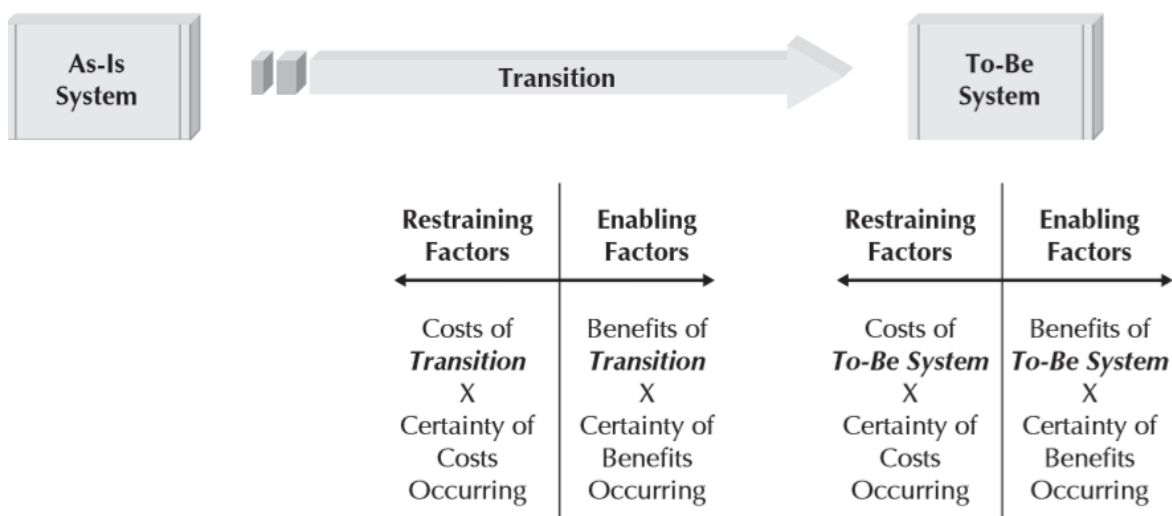 As-Is
System
Transition
To-Be
System
Restraining
Factors
Enabling
Factors
Costs of
Transition
X
Certainty of
Costs
Occurring
Benefits of
Transition
X
Certainty of
Benefits
Occurring
Restraining
Factors
Enabling
Factors
Costs of
To-Be System
X
Certainty of
Costs
Occurring
Benefits of
To-Be System
X
Certainty of
Benefits
Occurring